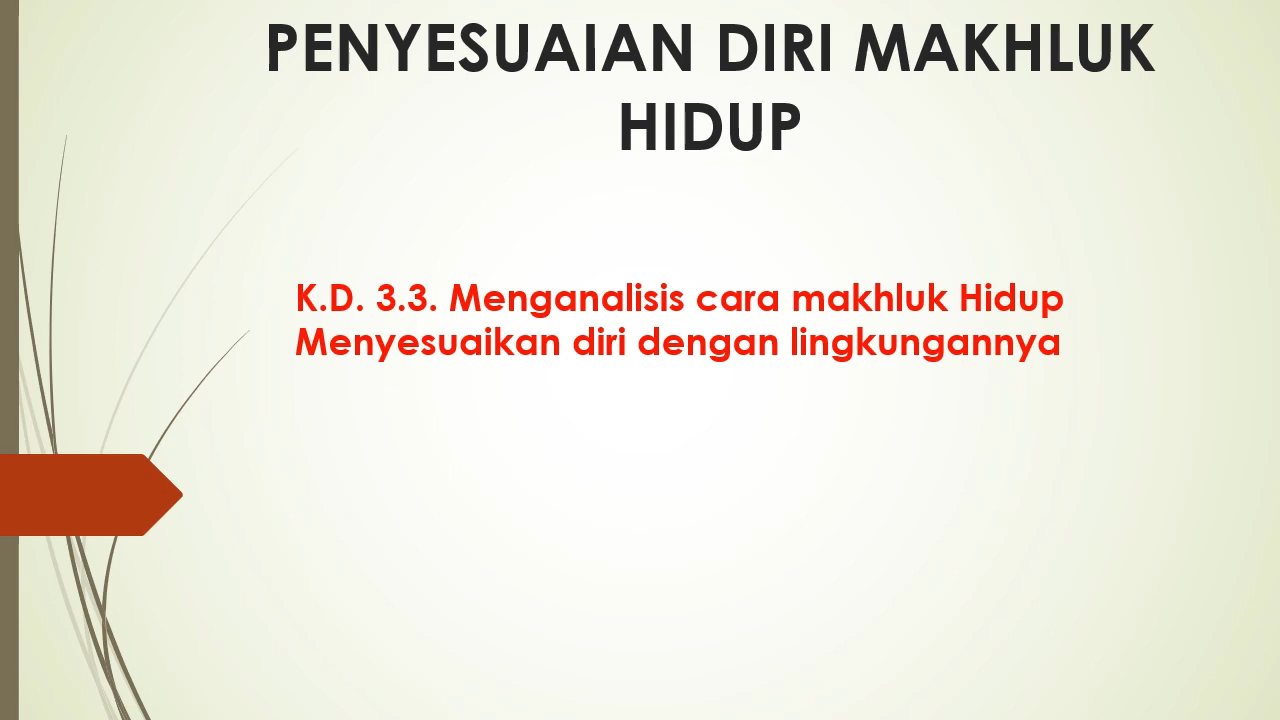 PENYESUAIAN DIRI MAKHLUK
HIDUP
K.D. 3.3. Menganalisis cara makhluk Hidup
Menyesuaikan diri dengan lingkungannya